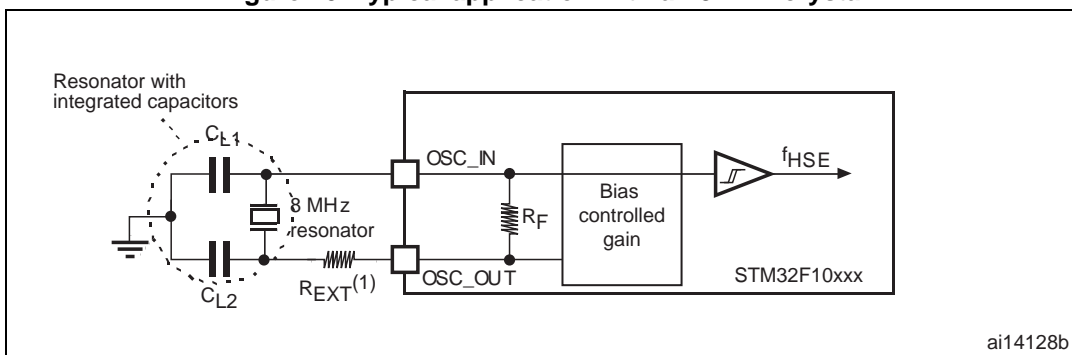 Resonator with
integrated capacitors
CL1
OSC_IN
fHSE
8 MHz
resonator
RF
Bias
controlled
gain
STM32F10xxx
REXT(1)
OSC_OUT
CL2
ai14128b